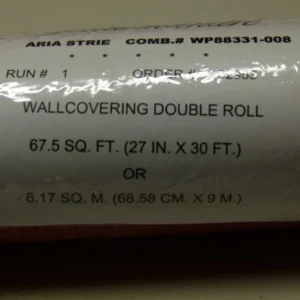 ARIA STRIE COMB.# WP88331-008
* * * * *
RUN # 1 ORDER #
WALLCOVERING DOUBLE ROLL
67.5 SQ. FT. (27 IN. X 30 FT.)
OR
6.17 SQ. M. (68.58 CM. X 9 M.)